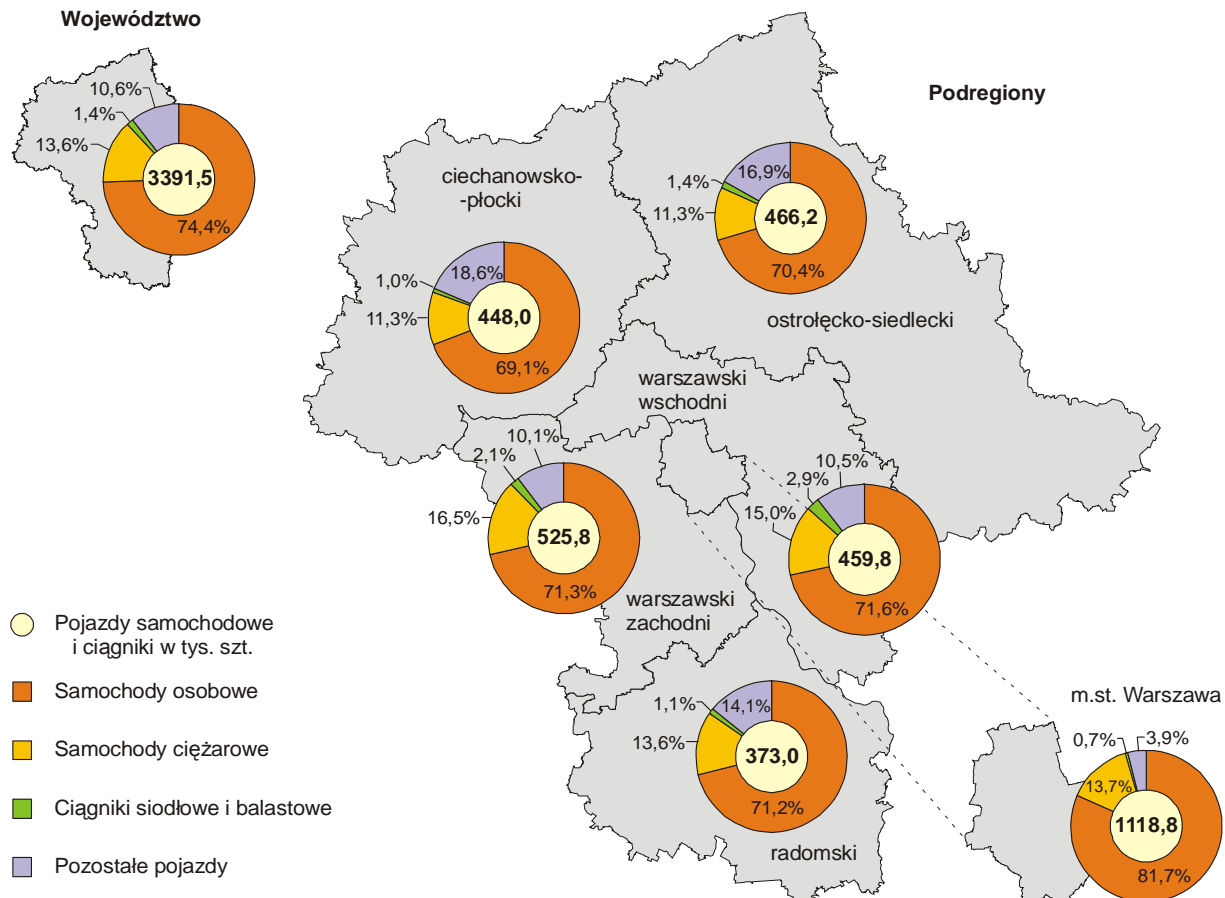 Województwo
10,6%
1,4%
13,6%
3391,5
74,4%
Podregiony
ciechanowsko-
-płocki
1,0%
18,6%
11,3%
448,0
69,1%
1,4%
16,9%
11,3%
466,2
70,4%
ostrołęcko-siedlecki
warszawski
wschodni
2,9%
10,5%
15,0%
459,8
71,6%
2,1%
10,1%
16,5%
525,8
71,3%
warszawski
zachodni
1,1%
14,1%
13,6%
373,0
71,2%
radomski
m.st. Warszawa
0,7%
3,9%
13,7%
1118,8
81,7%
Pojazdy samochodowe
i ciągniki w tys. szt.
Samochody osobowe
Samochody ciężarowe
Ciągniki siodłowe i balastowe
Pozostałe pojazdy